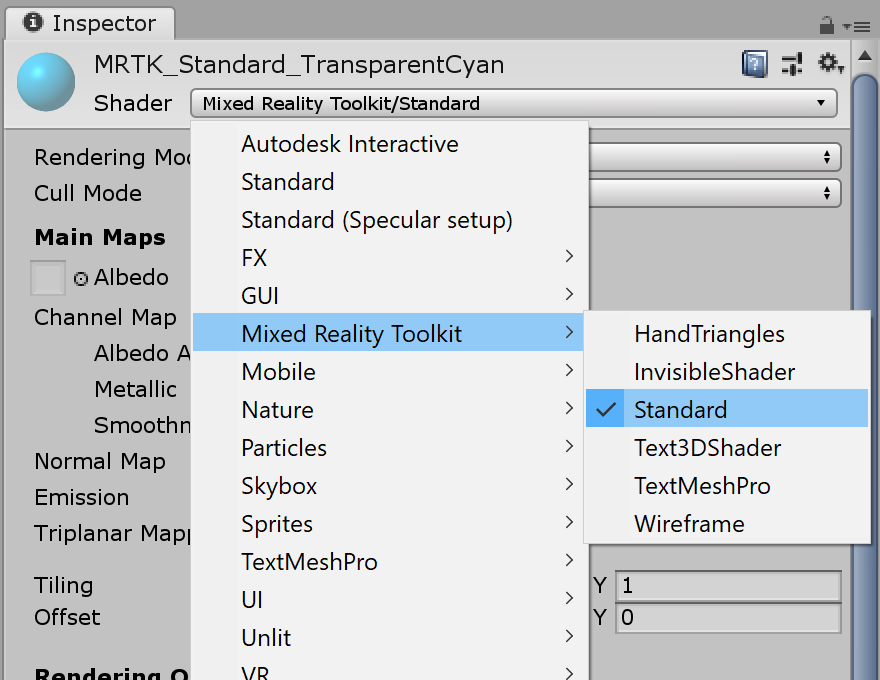 Inspector
MRTK_Standard_TransparentCyan
Shader
Mixed Reality Toolkit/Standard
Rendering Mo
Cull Mode
Main Maps
Albedo
Channel Map
Albedo A
Metallic
Smoothn
Normal Map
Emission
Triplanar Mapp
Tiling
Offset
Rendering O
Autodesk Interactive
Standard
Standard (Specular setup)
FX
GUI
Mixed Reality Toolkit
Mobile
Nature
Particles
Skybox
Sprites
TextMeshPro
UI
Unlit
VR
HandTriangles
InvisibleShader
Standard
Text3DShader
TextMeshPro
Wireframe
Y 1
Y 0